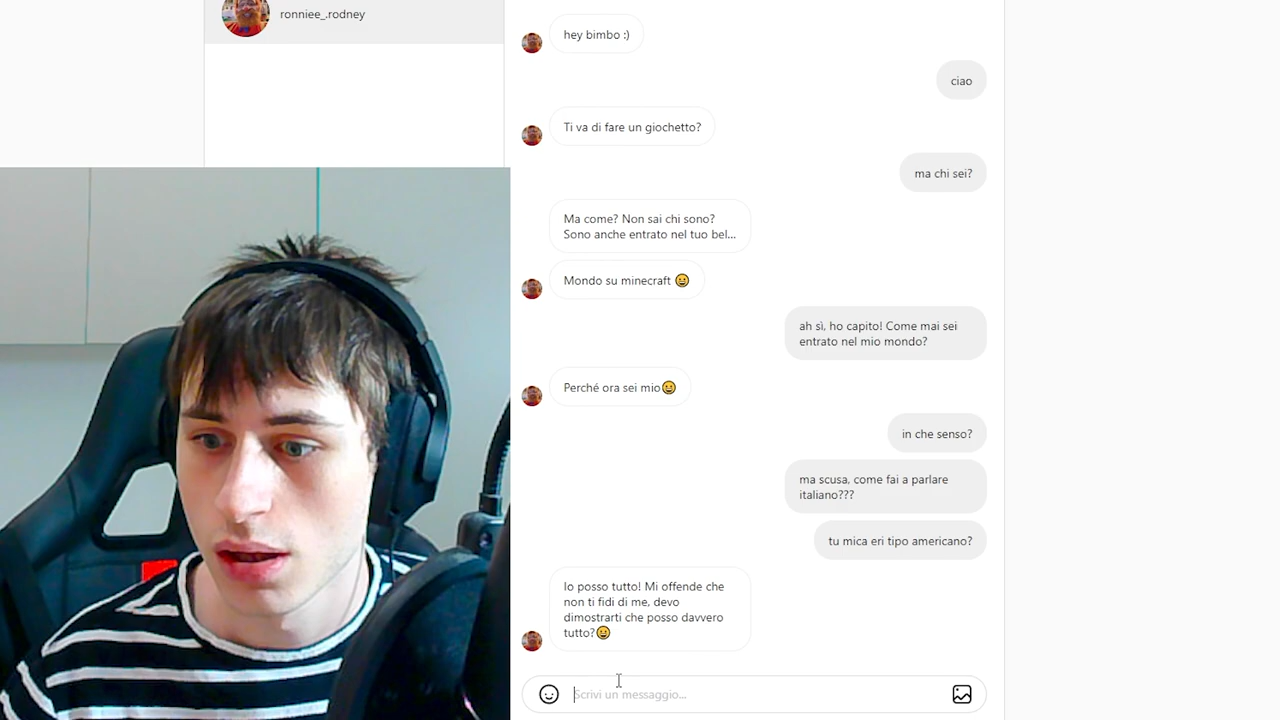 ronniee_.rodney
hey bimbo :)
ciao
Ti va di fare un giochetto?
ma chi sei?
Ma come? Non sai chi sono?
Sono anche entrato nel tuo bel...
Mondo su minecraft 😀
ah sì, ho capito! Come mai sei
entrato nel mio mondo?
Perché ora sei mio😀
in che senso?
ma scusa, come fai a parlare
italiano???
tu mica eri tipo americano?
Io posso tutto! Mi offende che
non ti fidi di me, devo
dimostrarti che posso davvero
tutto?😀
Scrivi un messaggio...